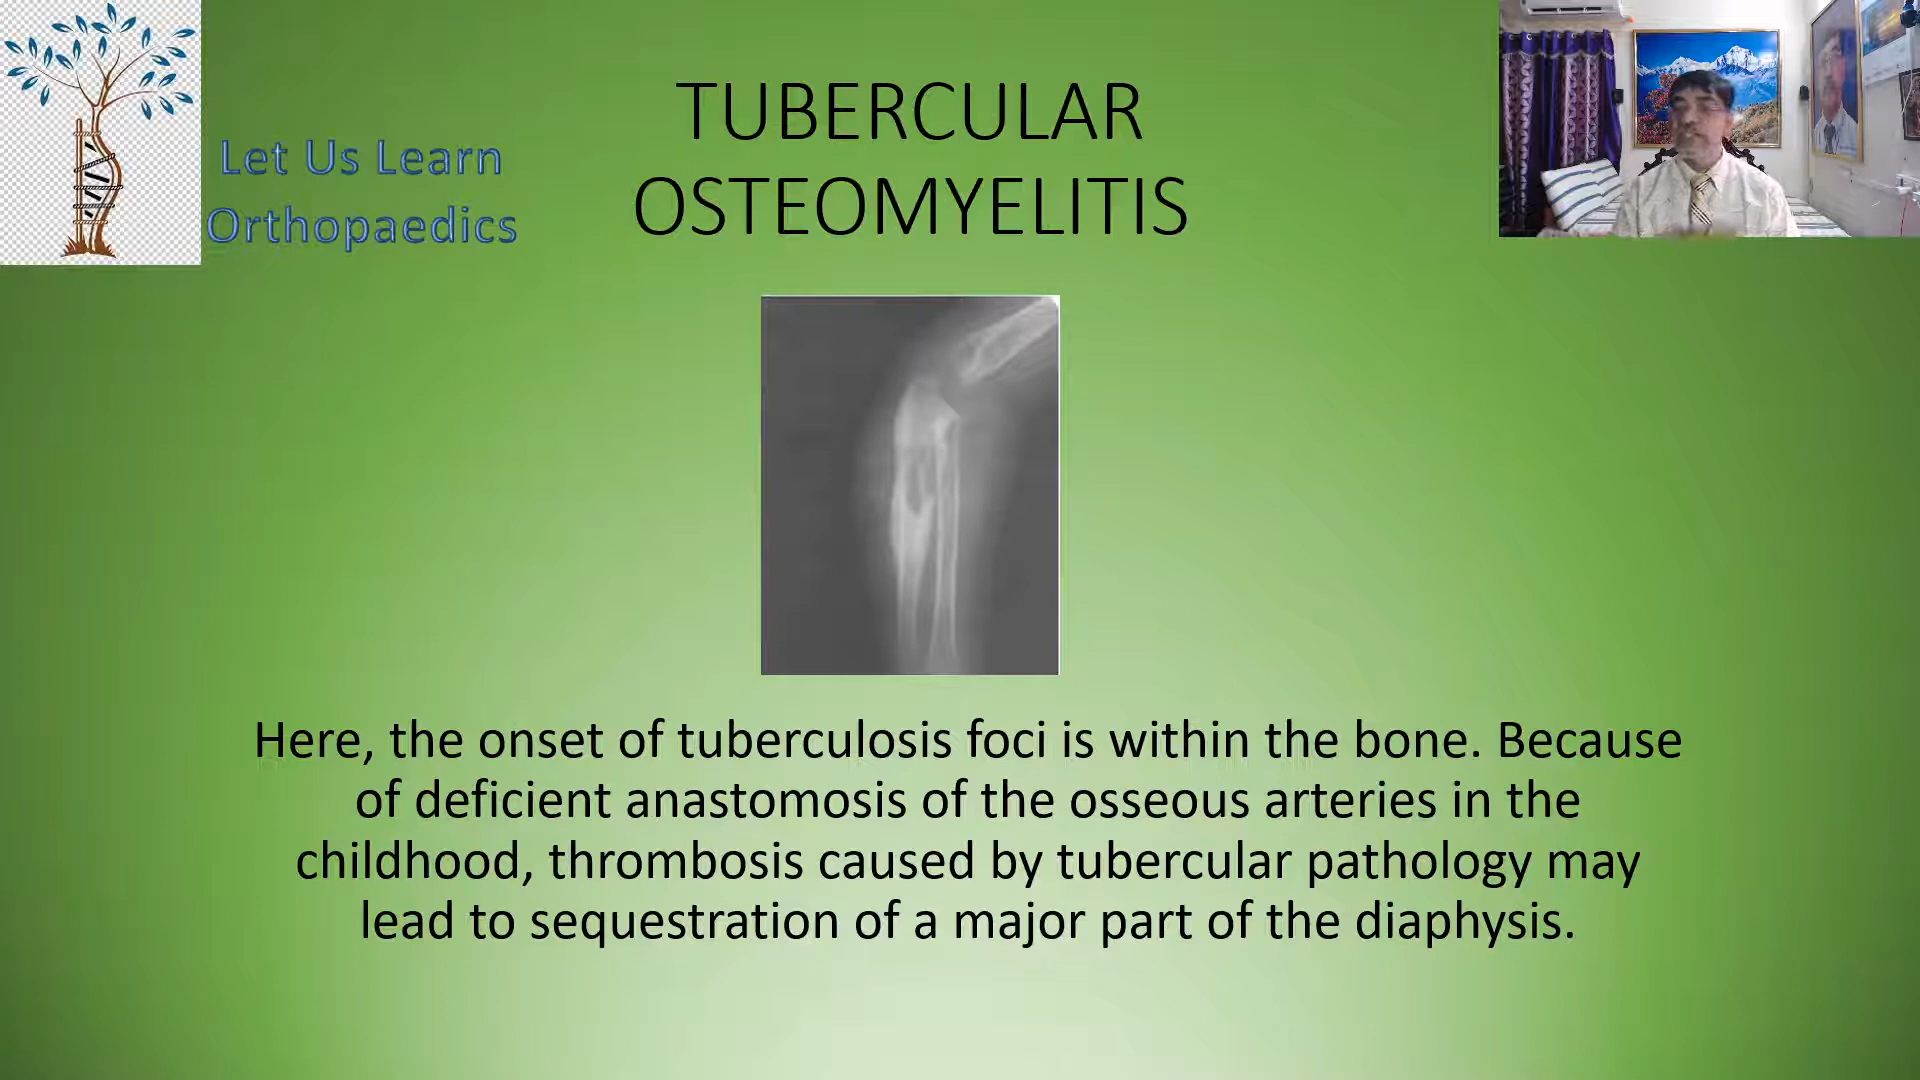 Let Us Learn
Orthopaedics
TUBERCULAR
OSTEOMYELITIS
Here, the onset of tuberculosis foci is within the bone. Because
of deficient anastomosis of the osseous arteries in the
childhood, thrombosis caused by tubercular pathology may
lead to sequestration of a major part of the diaphysis.